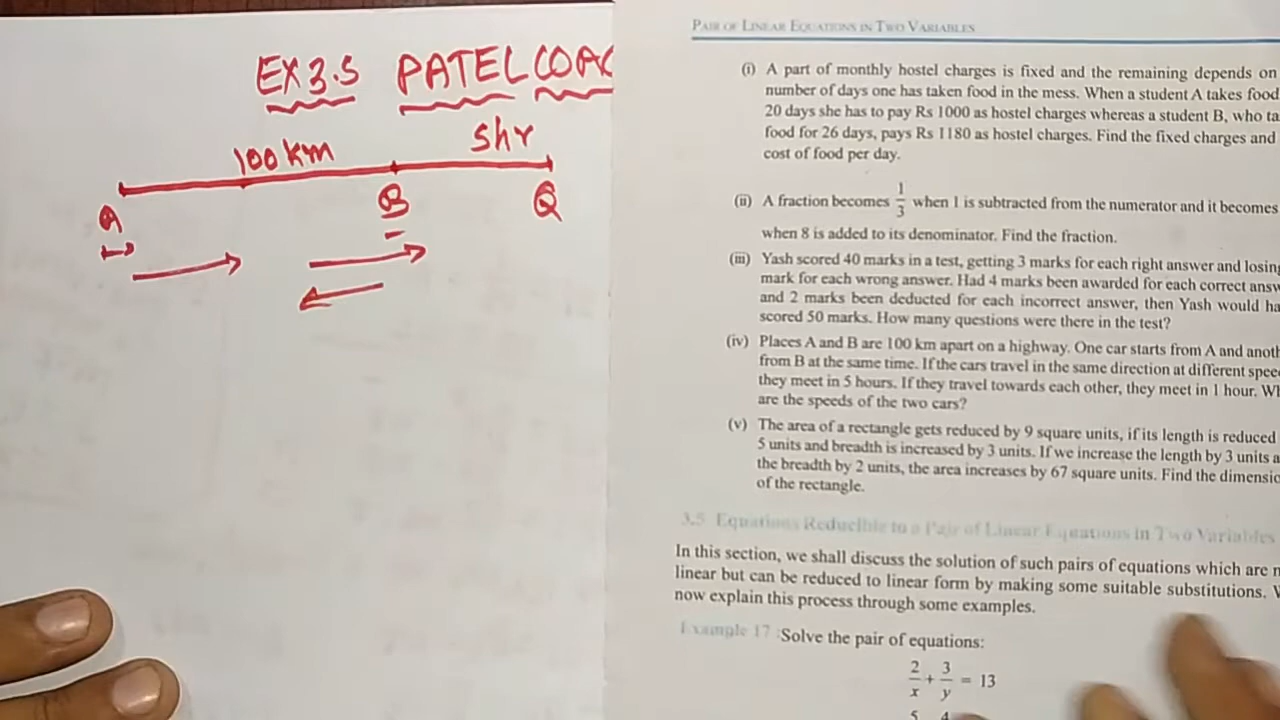 EX 3.5 PATEL COAC
100 km 5hr
A B Q
PAIR OF LINEAR EQUATIONS IN TWO VARIABLES
(i) A part of monthly hostel charges is fixed and the remaining depends on
number of days one has taken food in the mess. When a student A takes food
20 days she has to pay Rs 1000 as hostel charges whereas a student B, who ta
food for 26 days, pays Rs 1180 as hostel charges. Find the fixed charges and
cost of food per day.
(ii) A fraction becomes 1/3 when 1 is subtracted from the numerator and it becomes
when 8 is added to its denominator. Find the fraction.
(iii) Yash scored 40 marks in a test, getting 3 marks for each right answer and losing
mark for each wrong answer. Had 4 marks been awarded for each correct answ
and 2 marks been deducted for each incorrect answer, then Yash would ha
scored 50 marks. How many questions were there in the test?
(iv) Places A and B are 100 km apart on a highway. One car starts from A and anoth
from B at the same time. If the cars travel in the same direction at different spee
they meet in 5 hours. If they travel towards each other, they meet in 1 hour. Wh
are the speeds of the two cars?
(v) The area of a rectangle gets reduced by 9 square units, if its length is reduced
5 units and breadth is increased by 3 units. If we increase the length by 3 units a
the breadth by 2 units, the area increases by 67 square units. Find the dimensio
of the rectangle.
3.5 Equations Reducible to a Pair of Linear Equations in Two Variables
In this section, we shall discuss the solution of such pairs of equations which are n
linear but can be reduced to linear form by making some suitable substitutions. W
now explain this process through some examples.
Example 17 : Solve the pair of equations:
2/x + 3/y = 13
5 4